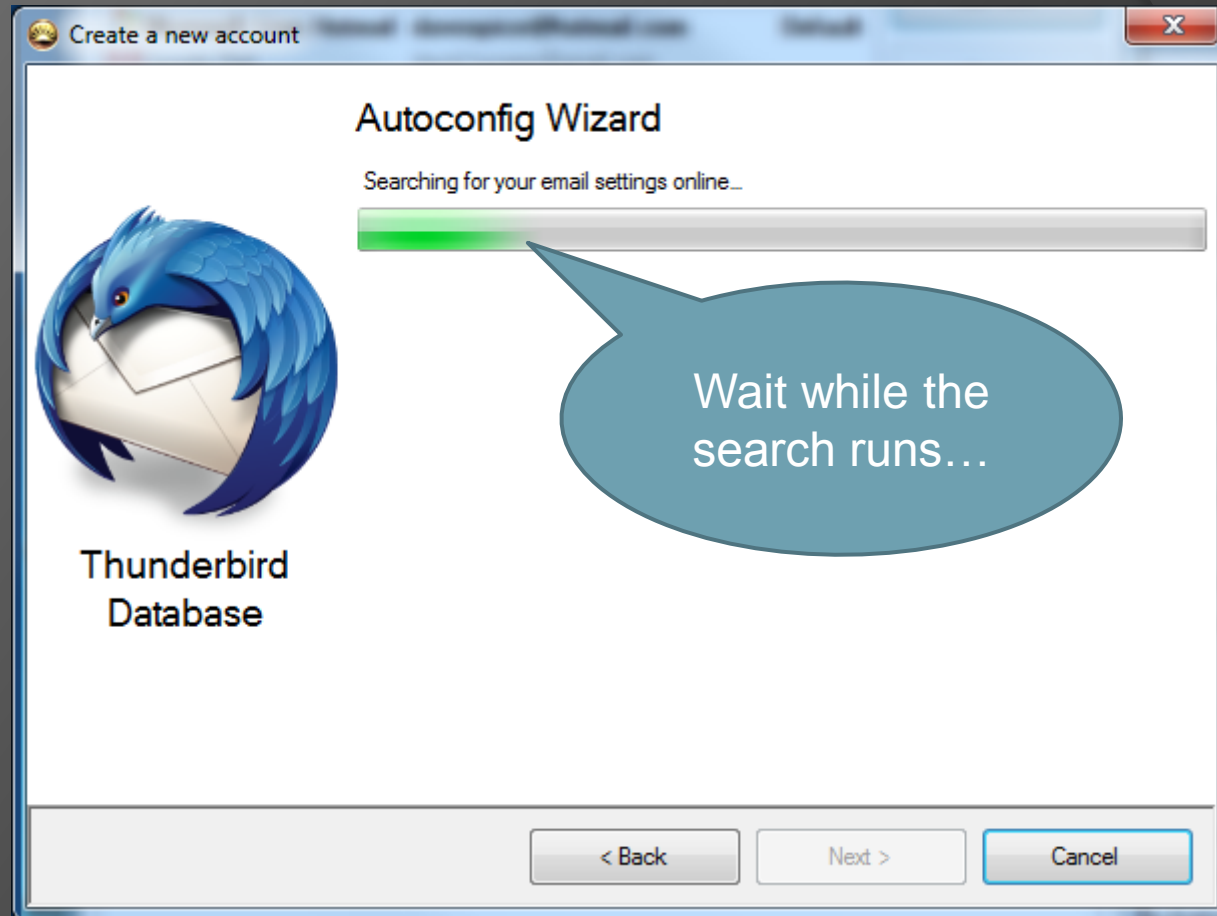 Create a new account
Autoconfig Wizard
Searching for your email settings online...
Wait while the
search runs…
Thunderbird
Database
< Back
Next >
Cancel